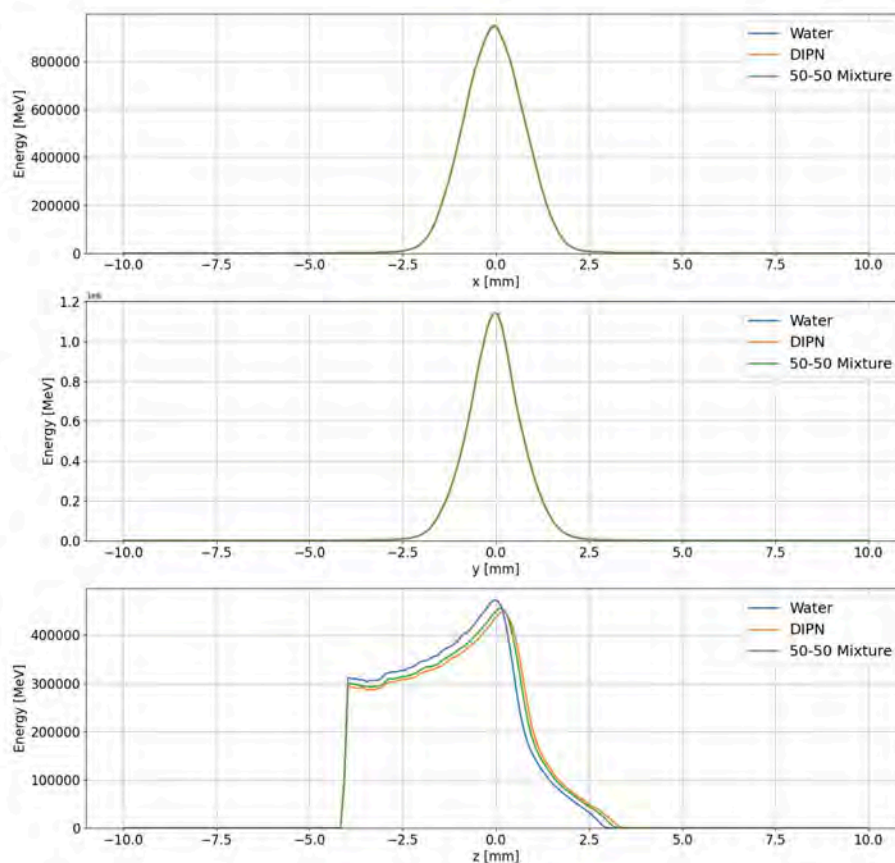 800000
600000
400000
200000
0
Energy [MeV]
Water
DIPN
50-50 Mixture
−10.0 −7.5 −5.0 −2.5 0.0 2.5 5.0 7.5 10.0
x [mm]
1e6
1.2
1.0
0.8
0.6
0.4
0.2
0.0
Energy [MeV]
Water
DIPN
50-50 Mixture
−10.0 −7.5 −5.0 −2.5 0.0 2.5 5.0 7.5 10.0
y [mm]
400000
300000
200000
100000
0
Energy [MeV]
Water
DIPN
50-50 Mixture
−10.0 −7.5 −5.0 −2.5 0.0 2.5 5.0 7.5 10.0
z [mm]